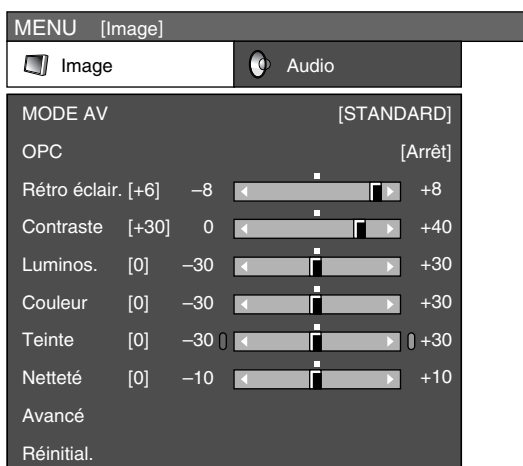 MENU [Image]
Image Audio
MODE AV [STANDARD]
OPC [Arrêt]
Rétro éclair. [+6] –8 +8
Contraste [+30] 0 +40
Luminos. [0] –30 +30
Couleur [0] –30 +30
Teinte [0] –30 +30
Netteté [0] –10 +10
Avancé
Réinitial.